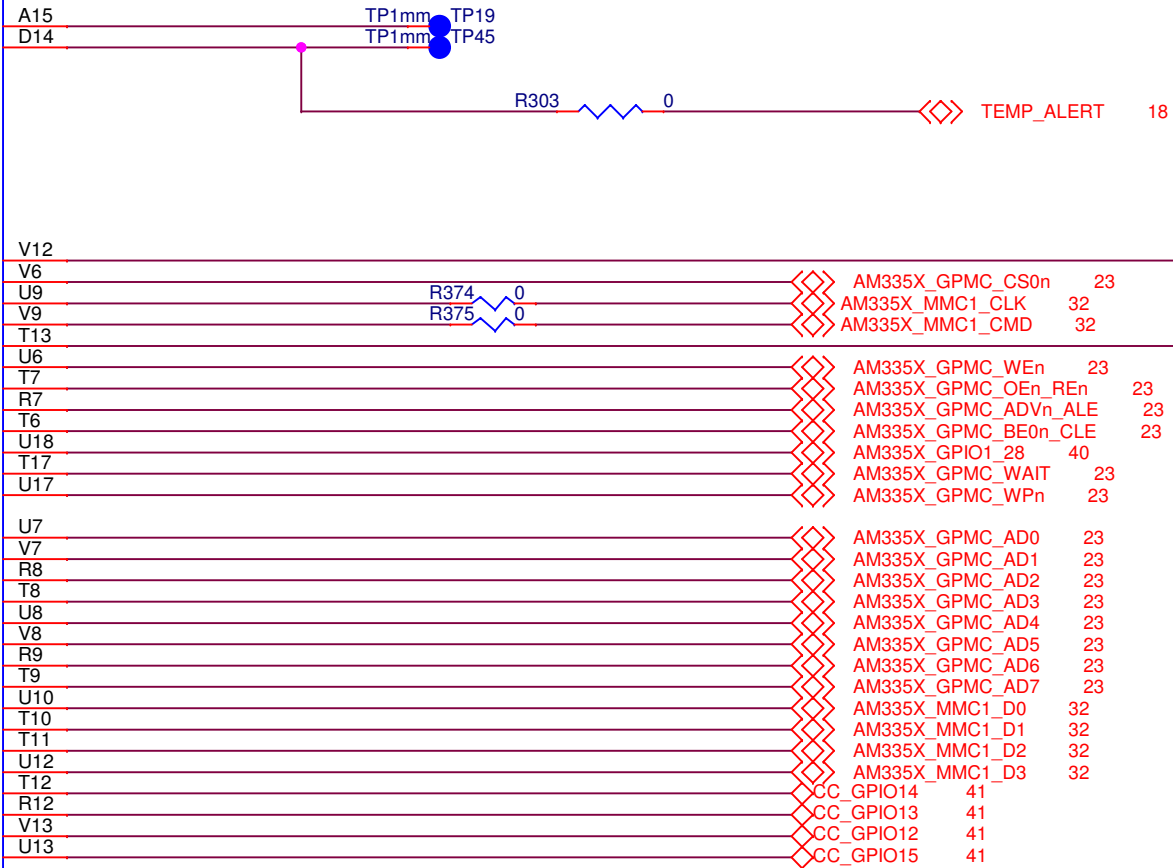 A15 TP1mm TP19
D14 TP1mm TP45
R303 0 TEMP_ALERT 18
V12
V6 AM335X_GPMC_CS0n 23
U9 R374 0 AM335X_MMC1_CLK 32
V9 R375 0 AM335X_MMC1_CMD 32
T13
U6 AM335X_GPMC_WEn 23
T7 AM335X_GPMC_OEn_REn 23
R7 AM335X_GPMC_ADVn_ALE 23
T6 AM335X_GPMC_BE0n_CLE 23
U18 AM335X_GPIO1_28 40
T17 AM335X_GPMC_WAIT 23
U17 AM335X_GPMC_WPn 23
U7 AM335X_GPMC_AD0 23
V7 AM335X_GPMC_AD1 23
R8 AM335X_GPMC_AD2 23
T8 AM335X_GPMC_AD3 23
U8 AM335X_GPMC_AD4 23
V8 AM335X_GPMC_AD5 23
R9 AM335X_GPMC_AD6 23
T9 AM335X_GPMC_AD7 23
U10 AM335X_MMC1_D0 32
T10 AM335X_MMC1_D1 32
T11 AM335X_MMC1_D2 32
U12 AM335X_MMC1_D3 32
T12 CC_GPIO14 41
R12 CC_GPIO13 41
V13 CC_GPIO12 41
U13 CC_GPIO15 41